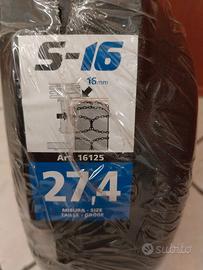 S-16
16mm
Art. 16125
27,4
MISURA - SIZE
TAILLE - GRÖßE
subito